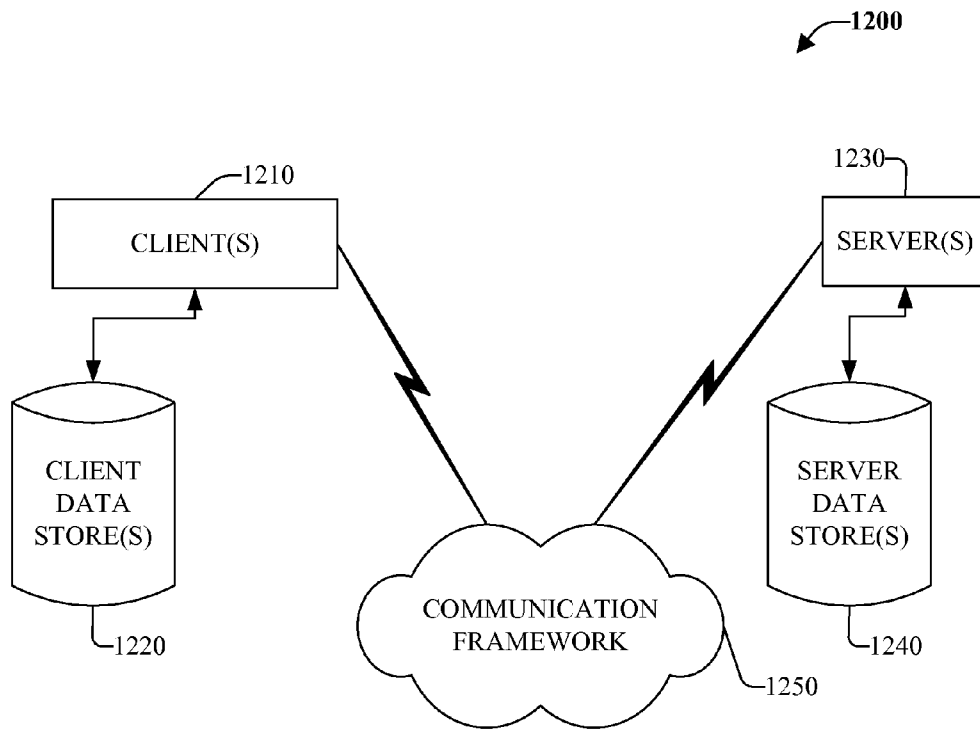 1200
1210
1230
CLIENT(S)
SERVER(S)
CLIENT
DATA
STORE(S)
SERVER
DATA
STORE(S)
COMMUNICATION
FRAMEWORK
1220
1240
1250